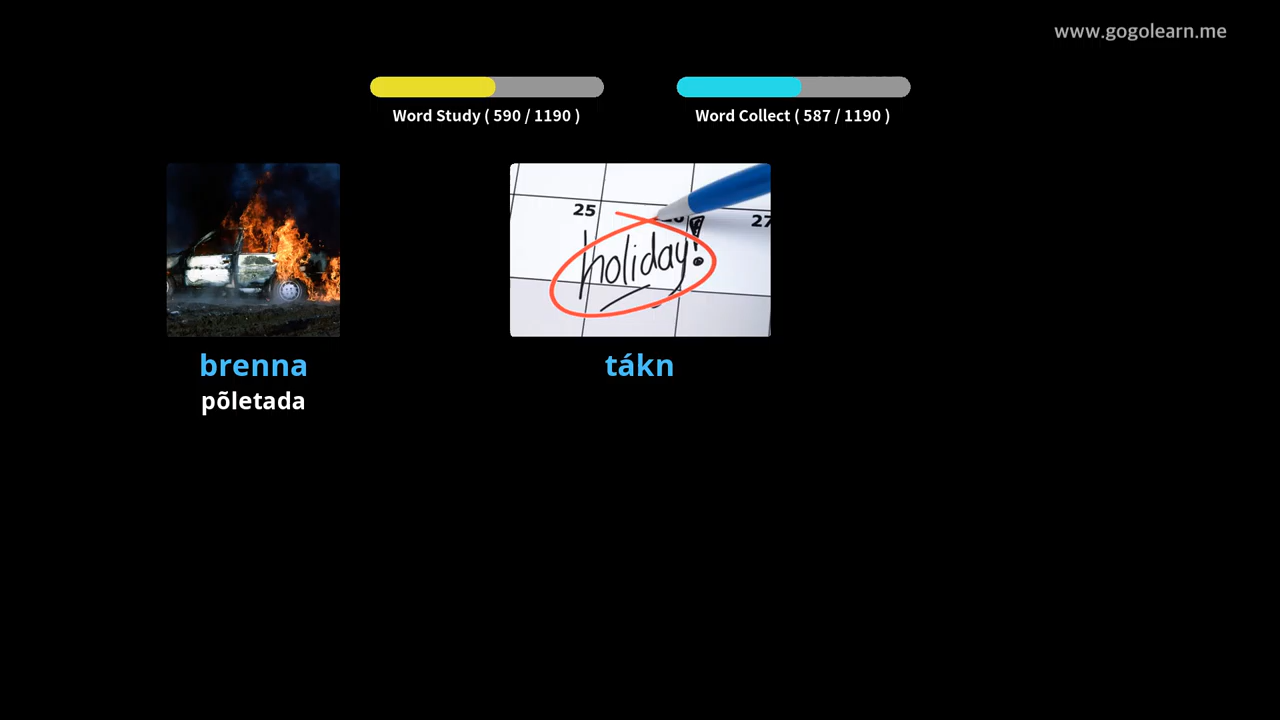 www.gogolearn.me
Word Study ( 590 / 1190 )
Word Collect ( 587 / 1190 )
25
27
holiday!
brenna
tákn
põletada